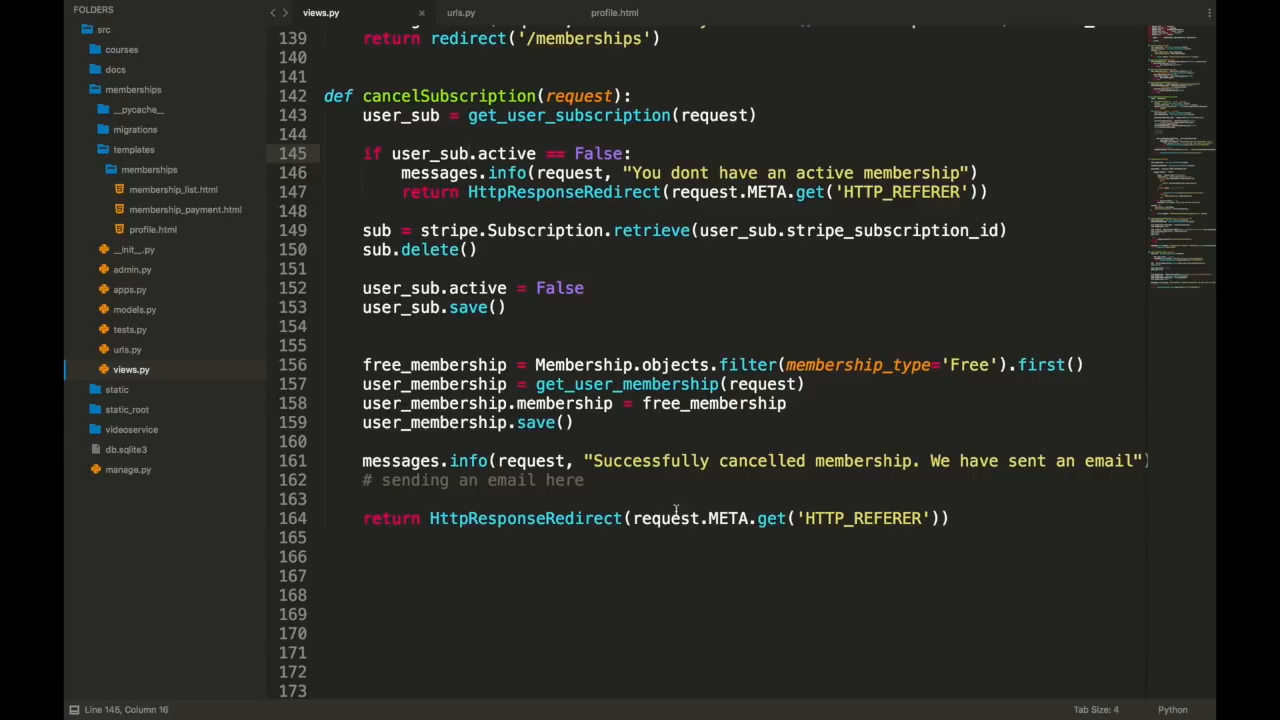 FOLDERS
src
courses
docs
memberships
__pycache__
migrations
templates
memberships
membership_list.html
membership_payment.html
profile.html
__init__.py
admin.py
apps.py
models.py
tests.py
urls.py
views.py
static
static_root
videoservice
db.sqlite3
manage.py
views.py × urls.py profile.html
139 return redirect('/memberships')
140
141
142 def cancelSubscription(request):
143 user_sub = get_user_subscription(request)
144
145 if user_sub.active == False:
146 messages.info(request, "You dont have an active membership")
147 return HttpResponseRedirect(request.META.get('HTTP_REFERER'))
148
149 sub = stripe.Subscription.retrieve(user_sub.stripe_subscription_id)
150 sub.delete()
151
152 user_sub.active = False
153 user_sub.save()
154
155
156 free_membership = Membership.objects.filter(membership_type='Free').first()
157 user_membership = get_user_membership(request)
158 user_membership.membership = free_membership
159 user_membership.save()
160
161 messages.info(request, "Successfully cancelled membership. We have sent an email")
162 # sending an email here
163
164 return HttpResponseRedirect(request.META.get('HTTP_REFERER'))
165
166
167
168
169
170
171
172
173
Line 145, Column 16
Tab Size: 4
Python